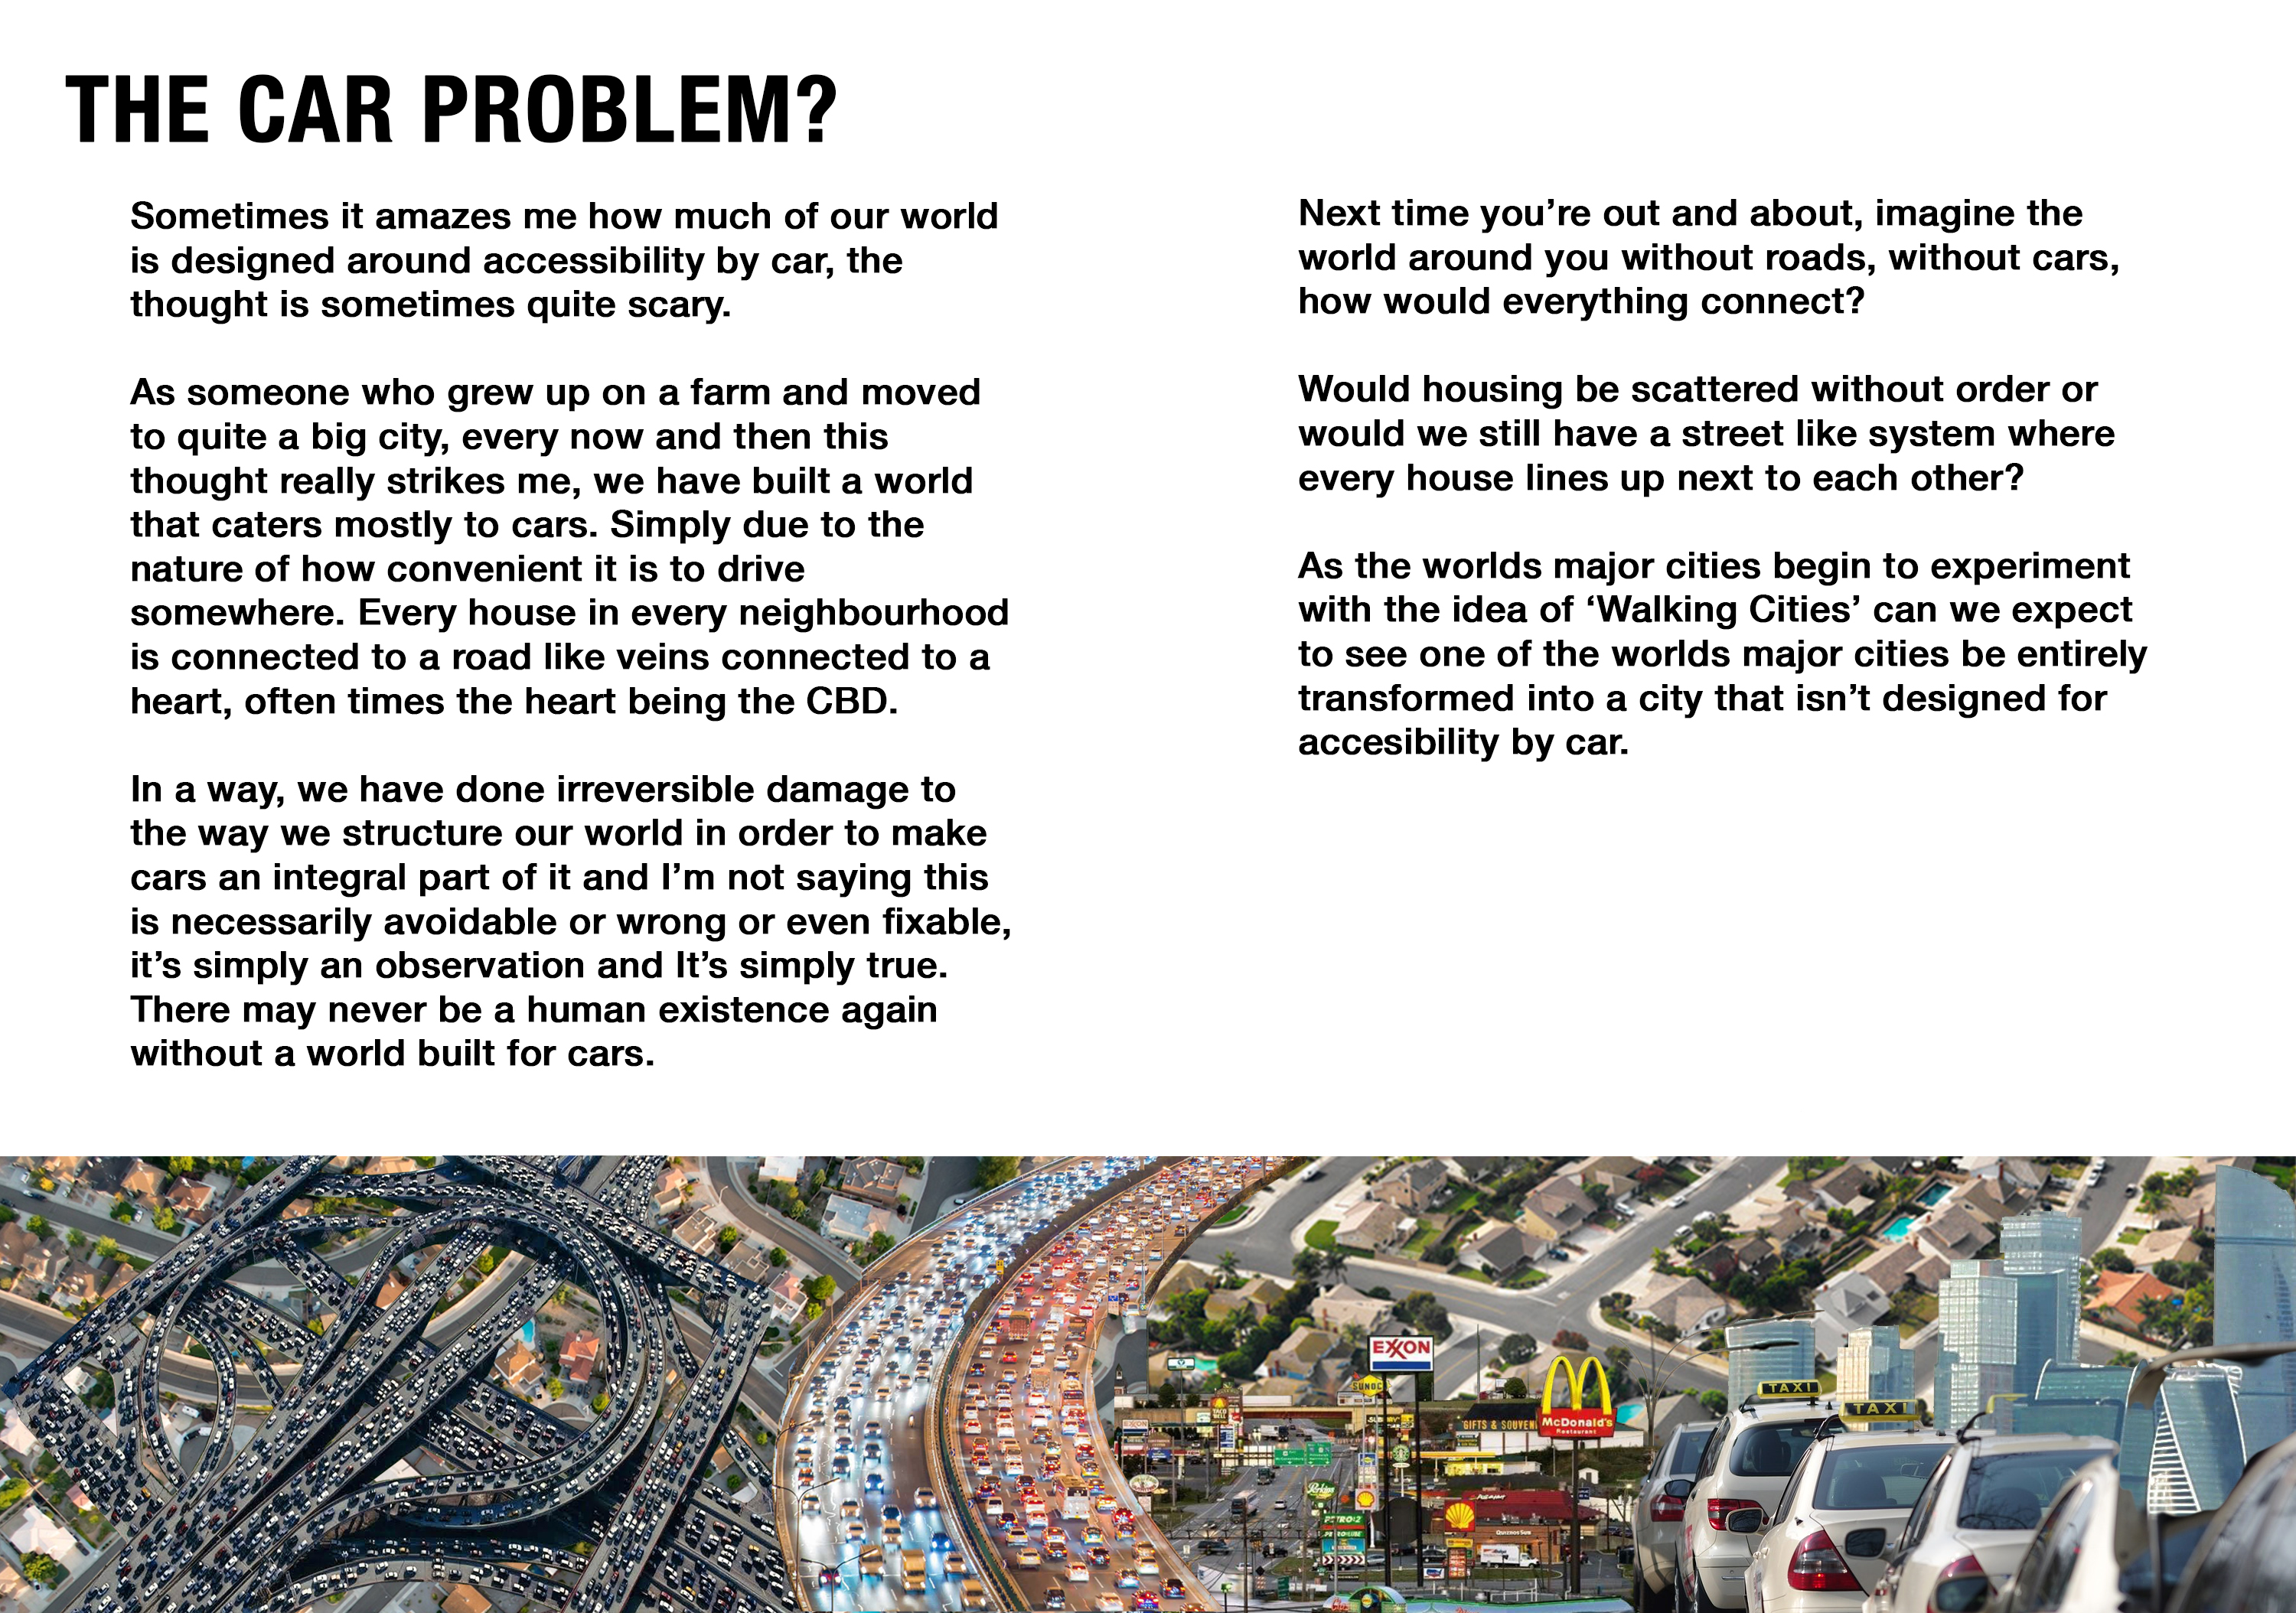 THE CAR PROBLEM?
Sometimes it amazes me how much of our world
is designed around accessibility by car, the
thought is sometimes quite scary.
As someone who grew up on a farm and moved
to quite a big city, every now and then this
thought really strikes me, we have built a world
that caters mostly to cars. Simply due to the
nature of how convenient it is to drive
somewhere. Every house in every neighbourhood
is connected to a road like veins connected to a
heart, often times the heart being the CBD.
In a way, we have done irreversible damage to
the way we structure our world in order to make
cars an integral part of it and I’m not saying this
is necessarily avoidable or wrong or even fixable,
it’s simply an observation and It’s simply true.
There may never be a human existence again
without a world built for cars.
Next time you’re out and about, imagine the
world around you without roads, without cars,
how would everything connect?
Would housing be scattered without order or
would we still have a street like system where
every house lines up next to each other?
As the worlds major cities begin to experiment
with the idea of ‘Walking Cities’ can we expect
to see one of the worlds major cities be entirely
transformed into a city that isn’t designed for
accesibility by car.
EXXON
SUNOCO
TACO
BELL
EXXON
GIFTS & SOUVENI
McDonald's
Restaurant
TAXI
TAXI
Perkins
PETRO:2
Quiznos Sub